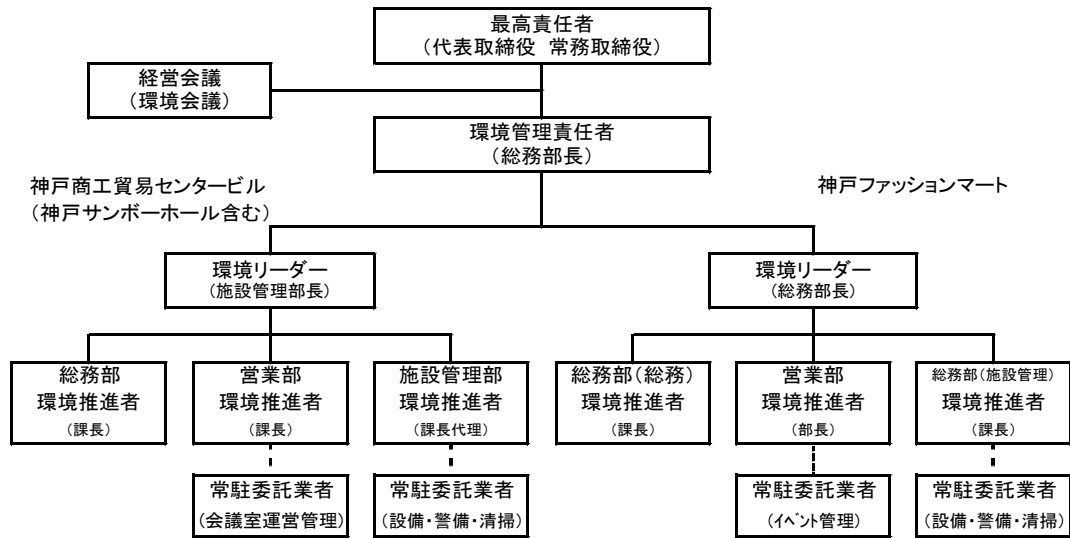 最高責任者
(代表取締役 常務取締役)
経営会議
(環境会議)
環境管理責任者
(総務部長)
神戸商工貿易センタービル
(神戸サンボーホール含む)
神戸ファッションマート
環境リーダー
(施設管理部長)
環境リーダー
(総務部長)
総務部
環境推進者
(課長)
営業部
環境推進者
(課長)
施設管理部
環境推進者
(課長代理)
総務部(総務)
環境推進者
(課長)
営業部
環境推進者
(部長)
総務部(施設管理)
環境推進者
(課長)
常駐委託業者
(会議室運営管理)
常駐委託業者
(設備・警備・清掃)
常駐委託業者
(イベント管理)
常駐委託業者
(設備・警備・清掃)